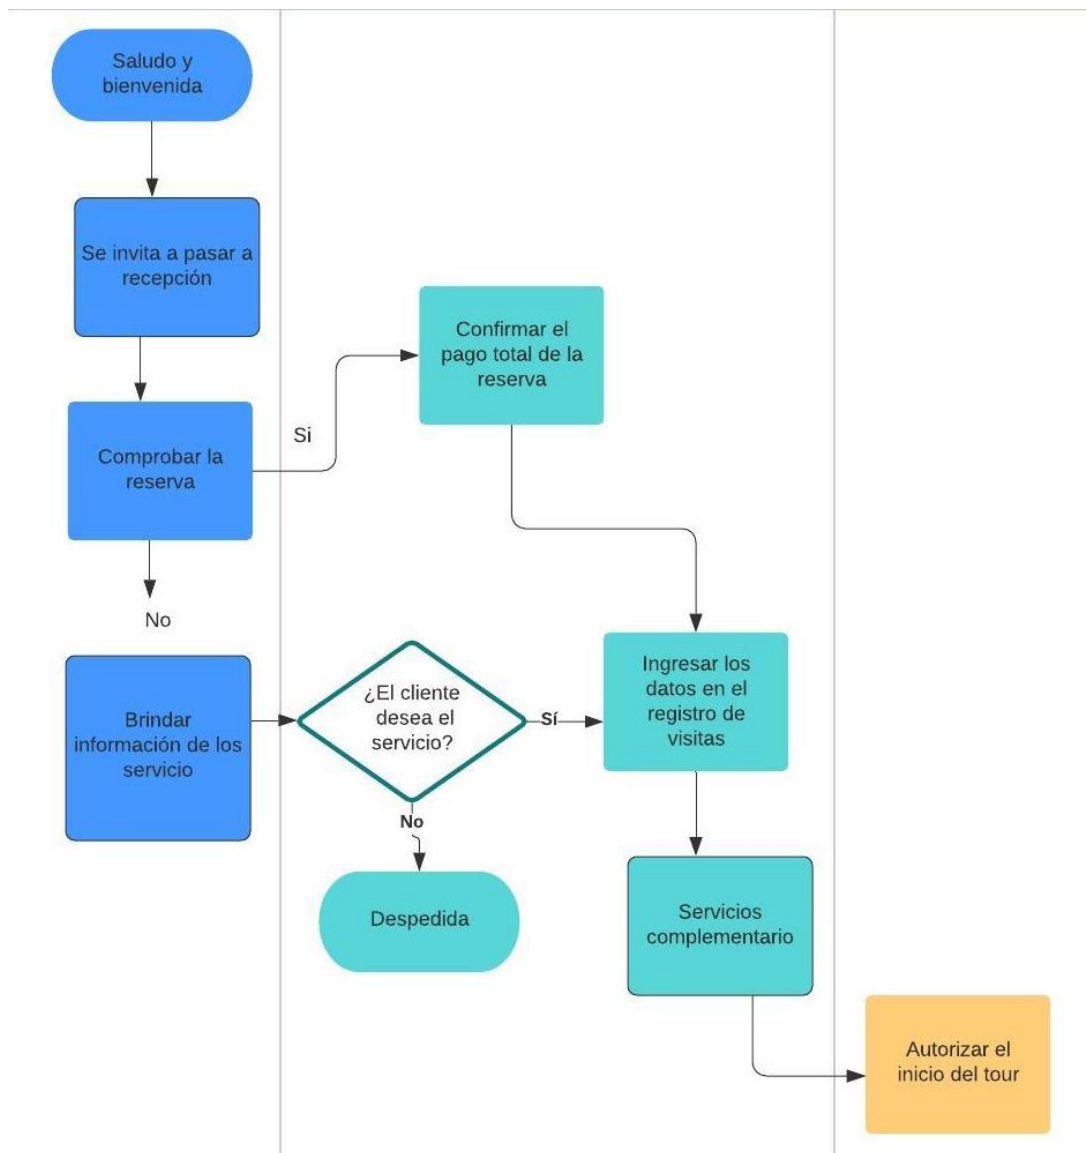 Saludo y
bienvenida
Se invita a pasar a
recepción
Confirmar el
pago total de la
reserva
Si
Comprobar la
reserva
No
Brindar
información de los
servicio
¿El cliente
desea el
servicio?
Sí
Ingresar los
datos en el
registro de
visitas
No
Despedida
Servicios
complementario
Autorizar el
inicio del tour